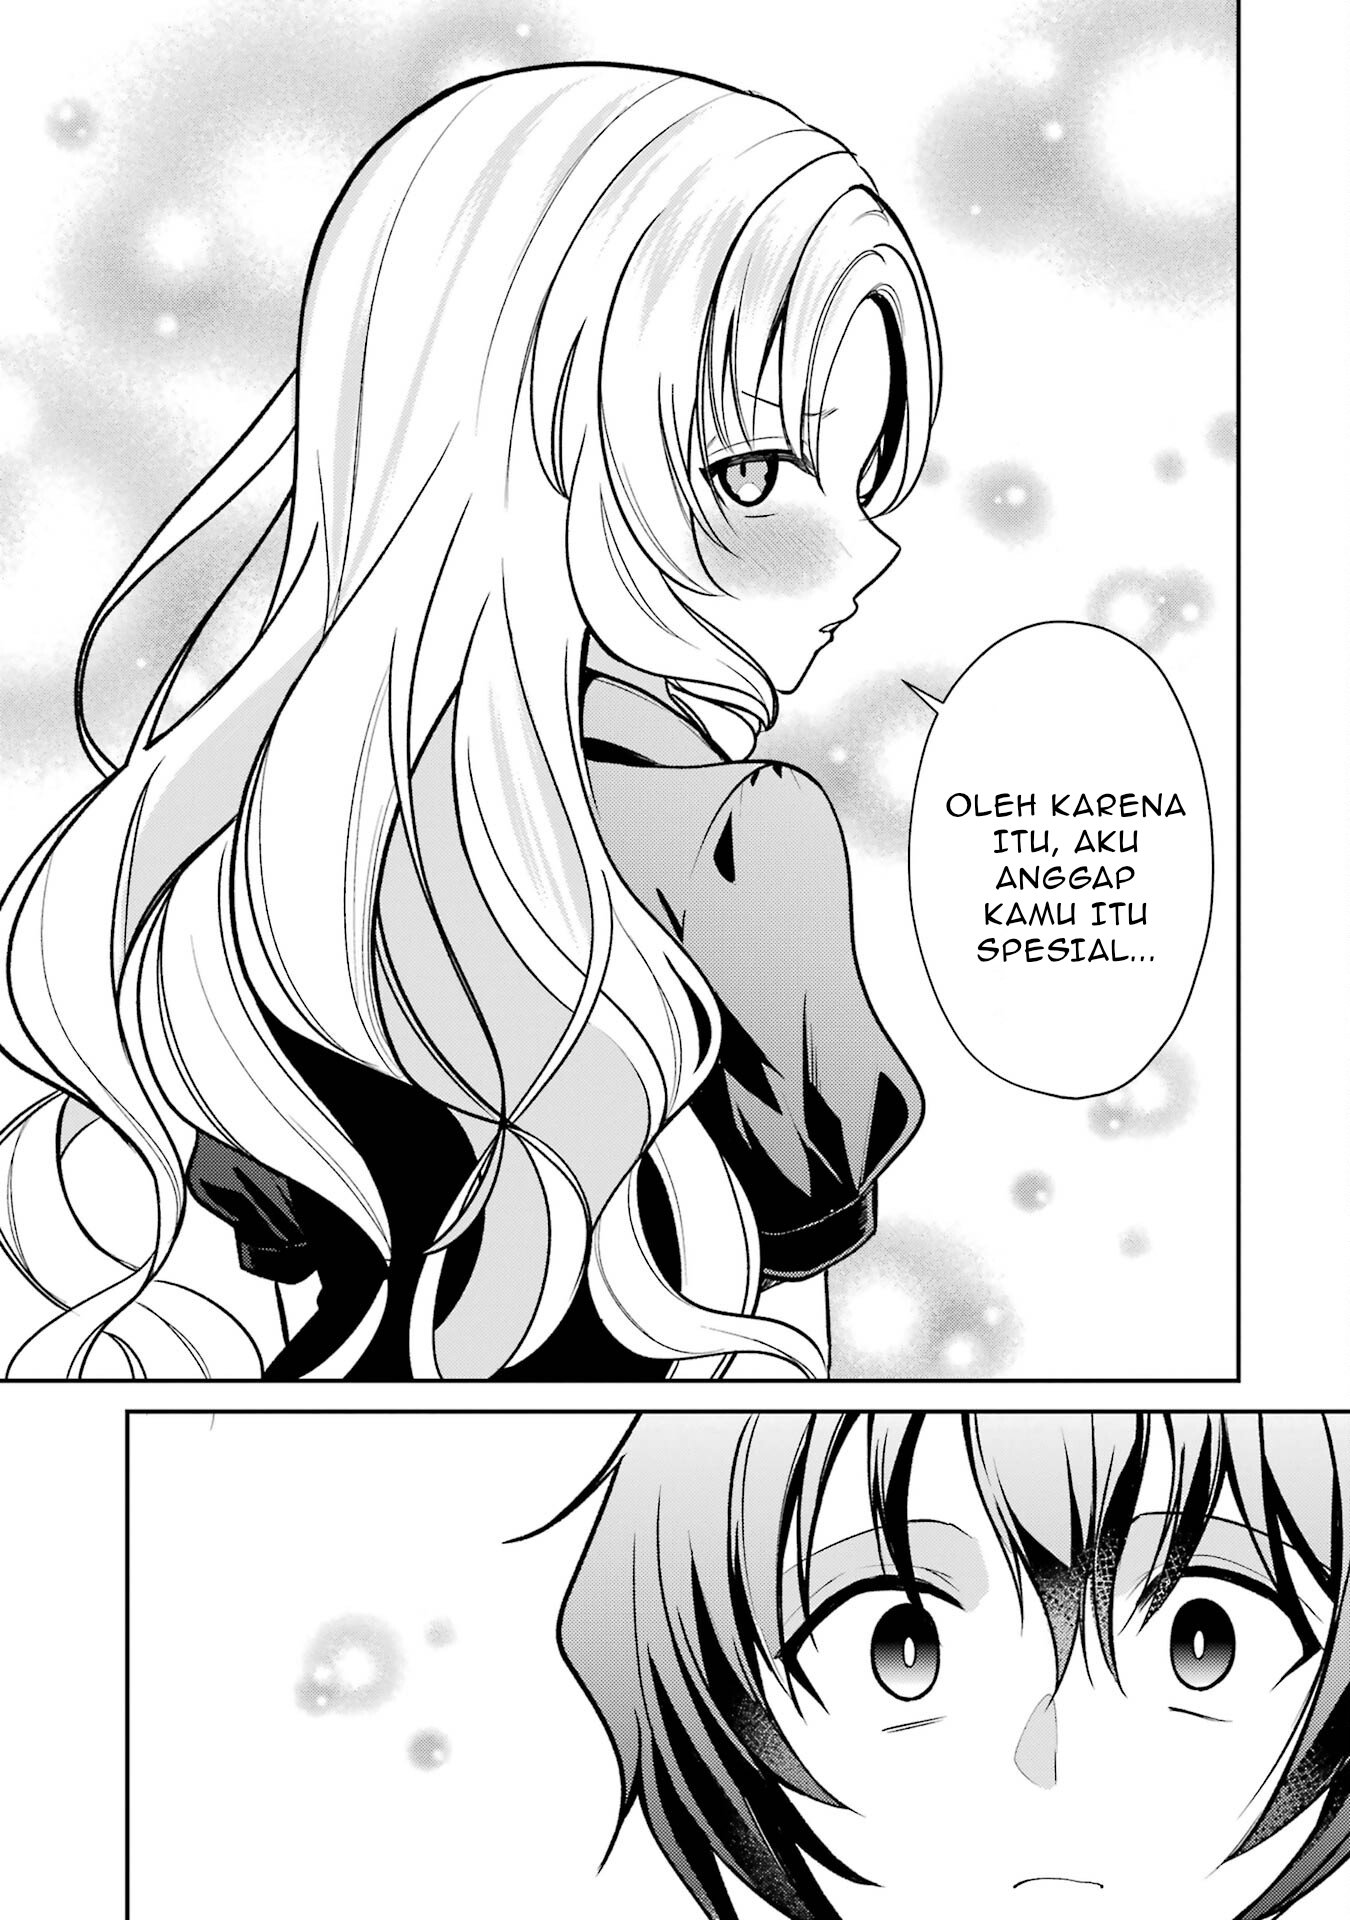 OLEH KARENA
ITU, AKU
ANGGAP
KAMU ITU
SPESIAL...